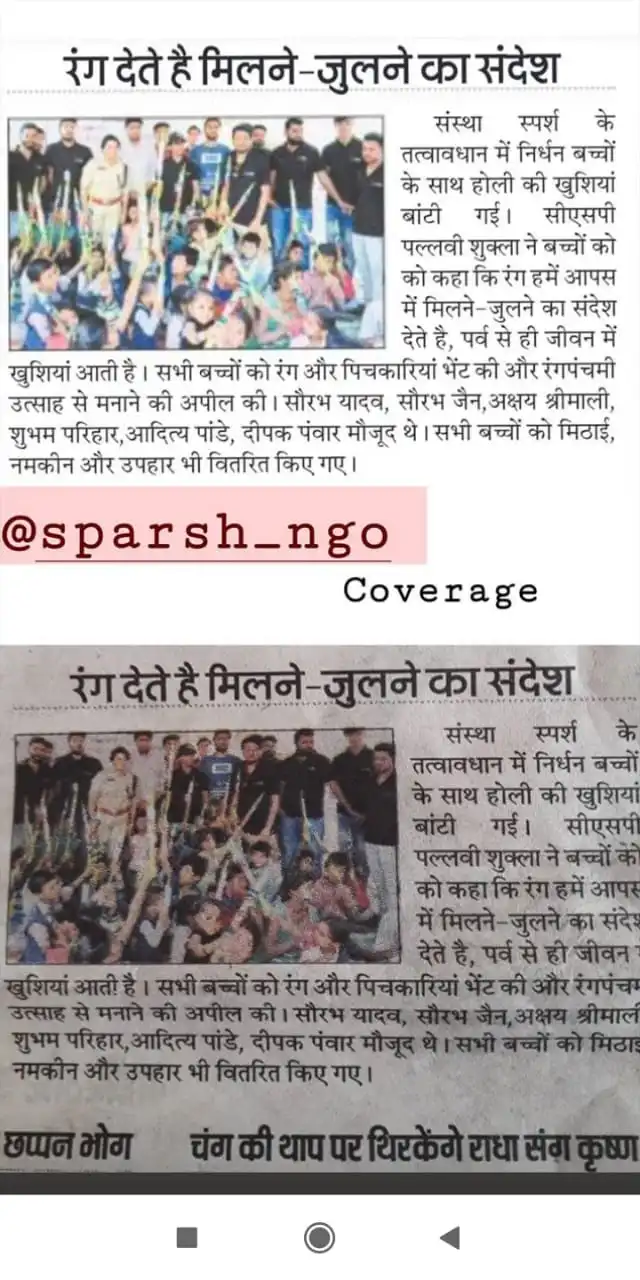 रंग देते है मिलने-जुलने का संदेश
संस्था स्पर्श के
तत्वावधान में निर्धन बच्चों
के साथ होली की खुशियां
बांटी गई। सीएसपी
पल्लवी शुक्ला ने बच्चों को
को कहा कि रंग हमें आपस
में मिलने-जुलने का संदेश
देते है, पर्व से ही जीवन में
खुशियां आती है। सभी बच्चों को रंग और पिचकारियां भेंट की और रंगपंचमी
उत्साह से मनाने की अपील की। सौरभ यादव, सौरभ जैन,अक्षय श्रीमाली,
शुभम परिहार,आदित्य पांडे, दीपक पंवार मौजूद थे। सभी बच्चों को मिठाई,
नमकीन और उपहार भी वितरित किए गए।
@sparsh_ngo
Coverage
रंग देते है मिलने-जुलने का संदेश
संस्था स्पर्श के
तत्वावधान में निर्धन बच्चों
के साथ होली की खुशियां
बांटी गई। सीएसपी
पल्लवी शुक्ला ने बच्चों को
को कहा कि रंग हमें आपस
में मिलने-जुलने का संदे
देते है, पर्व से ही जीवन
खुशियां आती है। सभी बच्चों को रंग और पिचकारियां भेंट की और रंगपंचम
उत्साह से मनाने की अपील की। सौरभ यादव, सौरभ जैन,अक्षय श्रीमाली
शुभम परिहार,आदित्य पांडे, दीपक पंवार मौजूद थे। सभी बच्चों को मिठाई
नमकीन और उपहार भी वितरित किए गए।
छप्पन भोग चंग की थाप पर थिरकेंगे राधा संग कृष्ण